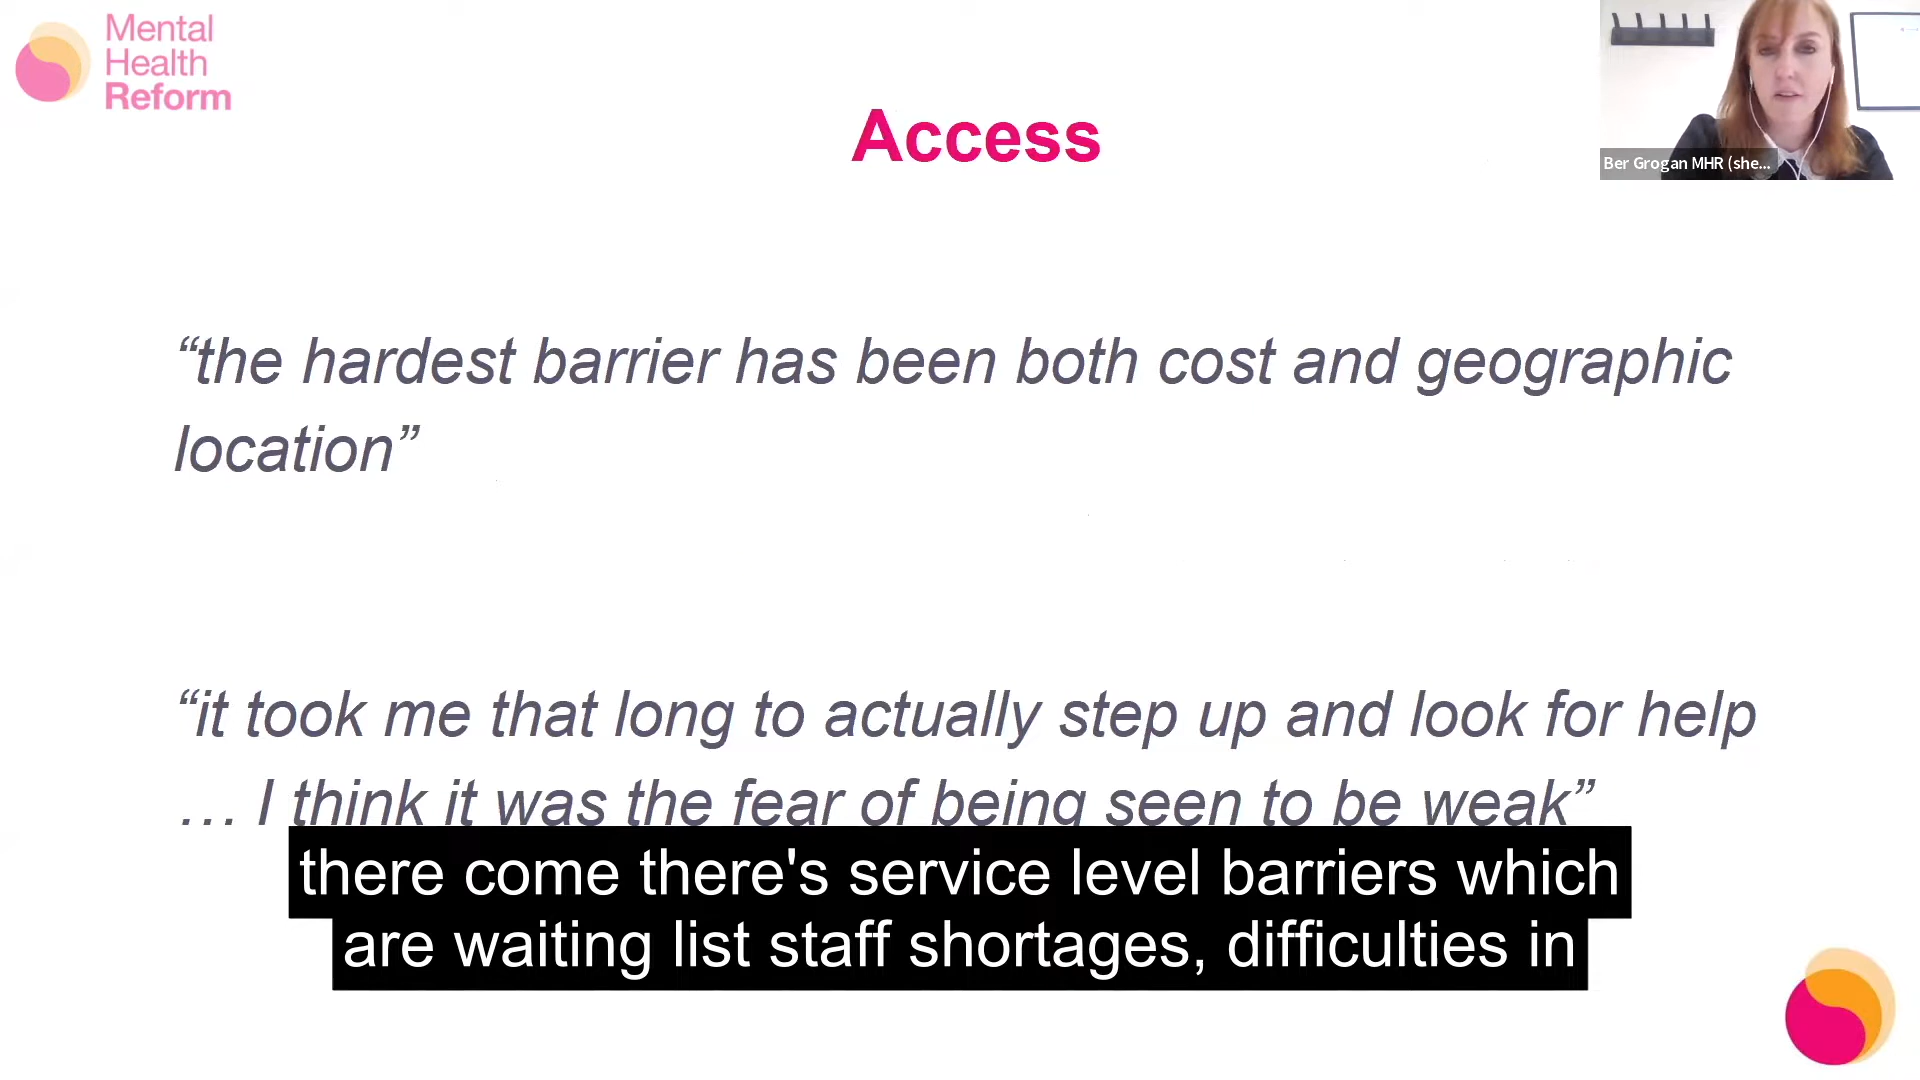 Mental
Health
Reform
Access
Ber Grogan MHR (she...
“the hardest barrier has been both cost and geographic
location”
“it took me that long to actually step up and look for help
… I think it was the fear of being seen to be weak”
there come there's service level barriers which
are waiting list staff shortages, difficulties in